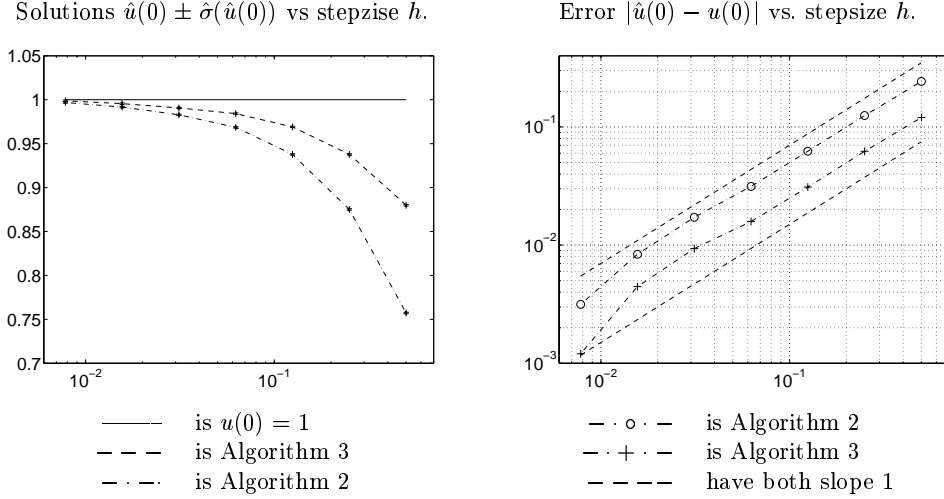 Solutions û(0) ± σ̂(û(0)) vs stepzise h.
1.05
1
0.95
0.9
0.85
0.8
0.75
0.7
10⁻²
10⁻¹
is u(0) = 1
is Algorithm 3
is Algorithm 2
Error |û(0) − u(0)| vs. stepsize h.
10⁻¹
10⁻²
10⁻³
10⁻²
10⁻¹
is Algorithm 2
is Algorithm 3
have both slope 1